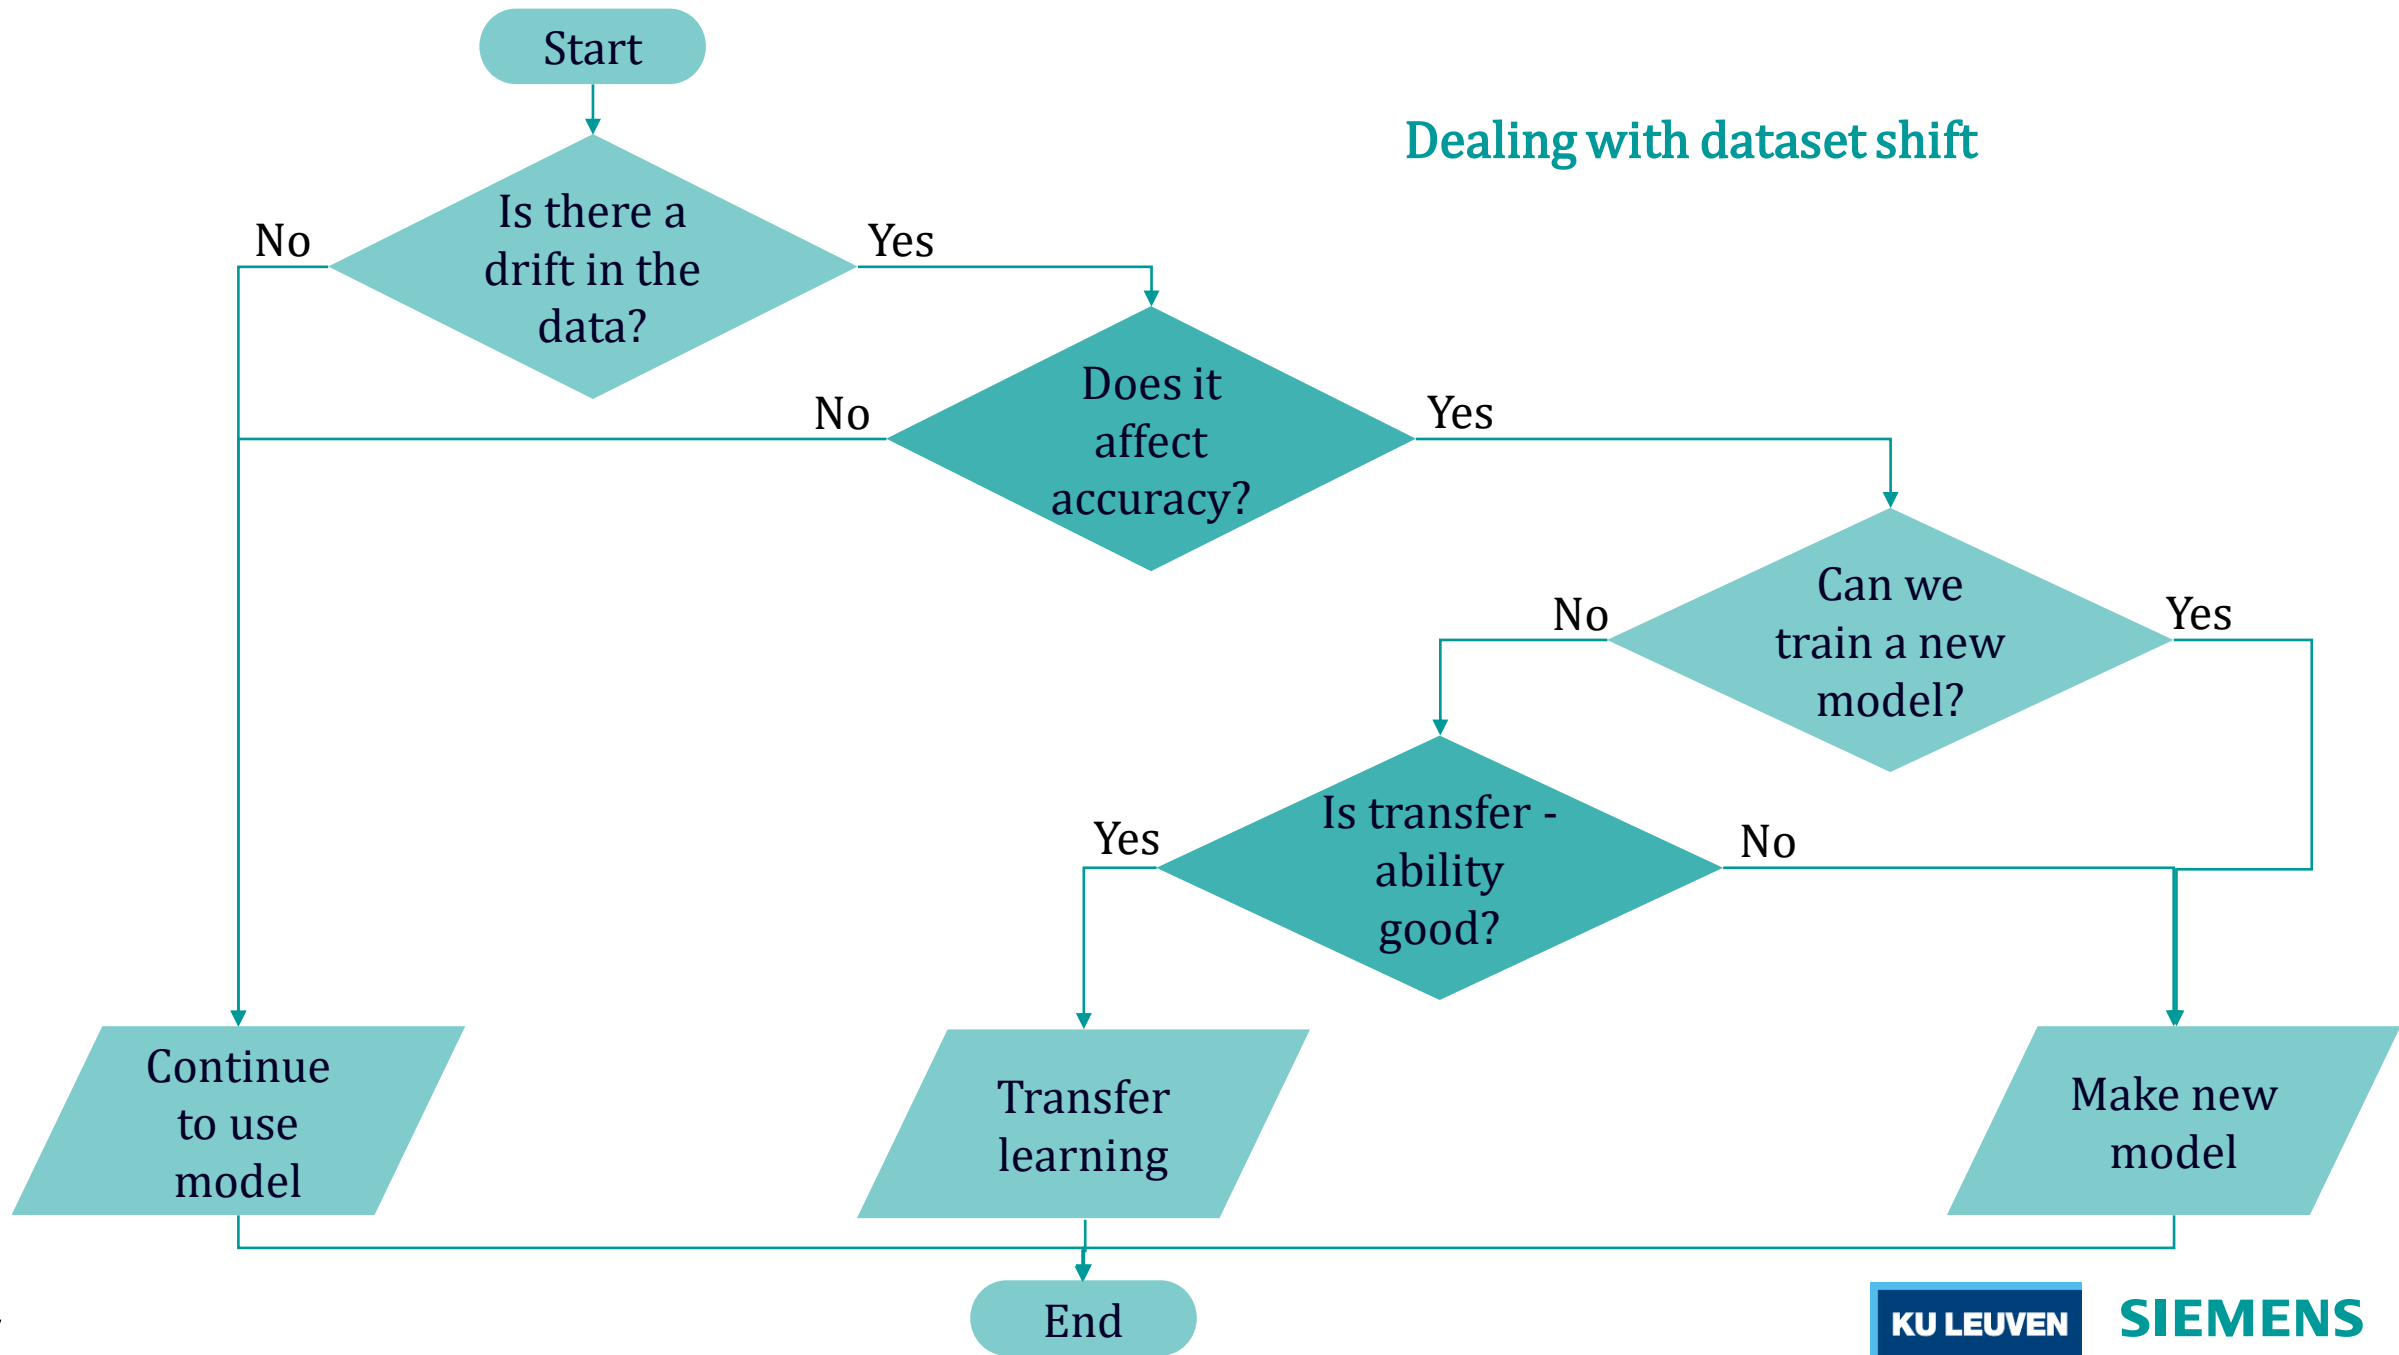 Start
Dealing with dataset shift
Is there a
drift in the
data?
No
Yes
Does it
affect
accuracy?
No
Yes
Can we
train a new
model?
No
Yes
Is transfer -
ability
good?
Yes
No
Continue
to use
model
Transfer
learning
Make new
model
End
KU LEUVEN
SIEMENS